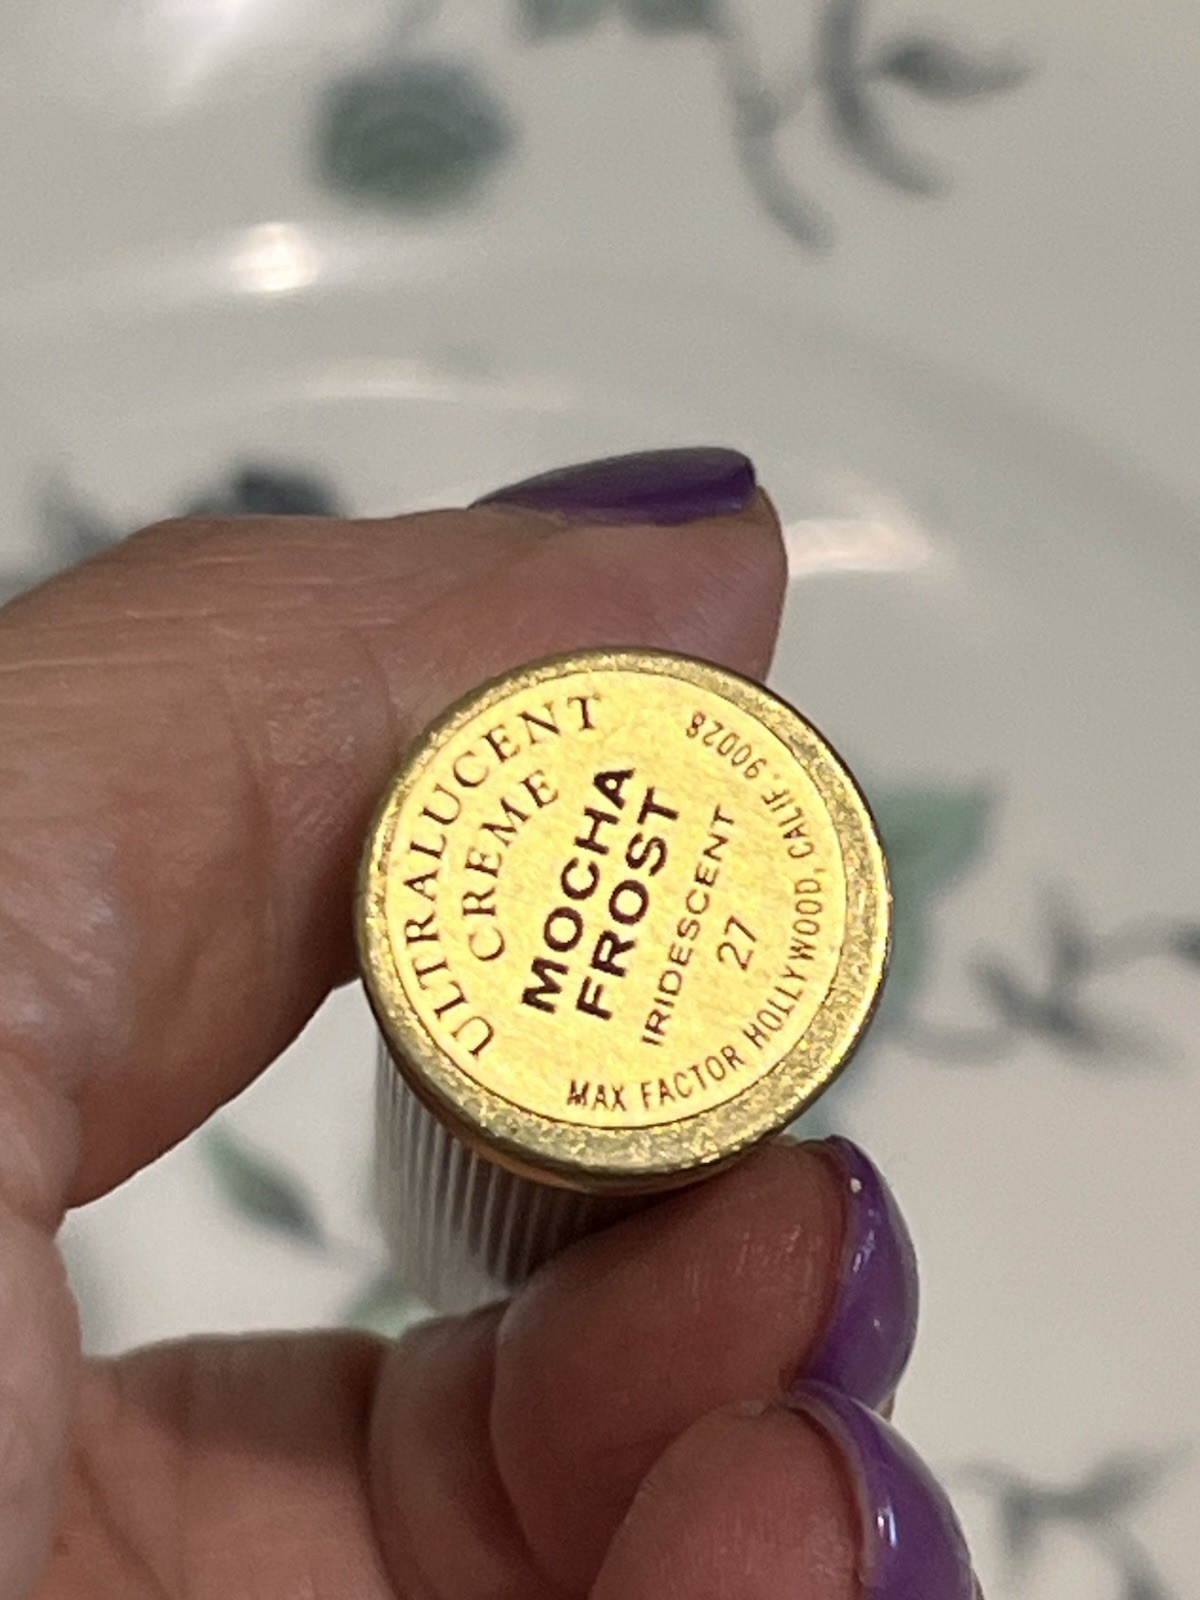 ULTRALUCENT
CREME
MOCHA
FROST
IRIDESCENT
27
MAX FACTOR HOLLYWOOD, CALIF. 90028